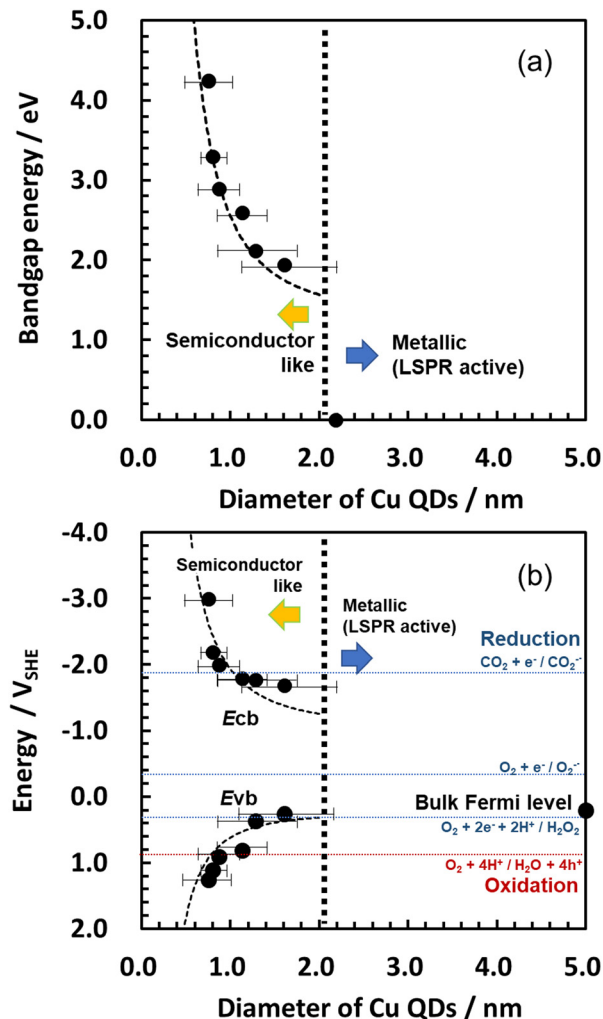 (a)
Bandgap energy / eV
5.0
4.0
3.0
2.0
1.0
0.0
Semiconductor
like
Metallic
(LSPR active)
0.0 1.0 2.0 3.0 4.0 5.0
Diameter of Cu QDs / nm
(b)
Energy / V_SHE
-4.0
-3.0
-2.0
-1.0
0.0
1.0
2.0
Semiconductor
like
Metallic
(LSPR active)
Reduction
CO₂ + e⁻ / CO₂•⁻
Ecb
O₂ + e⁻ / O₂•⁻
Evb
Bulk Fermi level
O₂ + 2e⁻ + 2H⁺ / H₂O₂
O₂ + 4H⁺ / H₂O + 4h⁺
Oxidation
0.0 1.0 2.0 3.0 4.0 5.0
Diameter of Cu QDs / nm